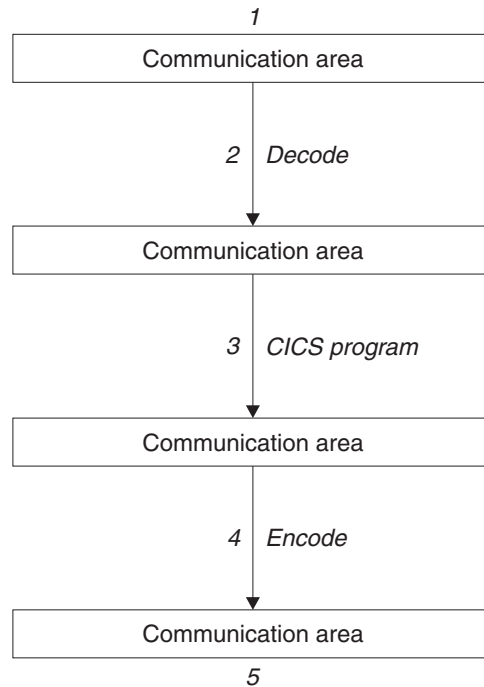 1
Communication area
2 Decode
Communication area
3 CICS program
Communication area
4 Encode
Communication area
5